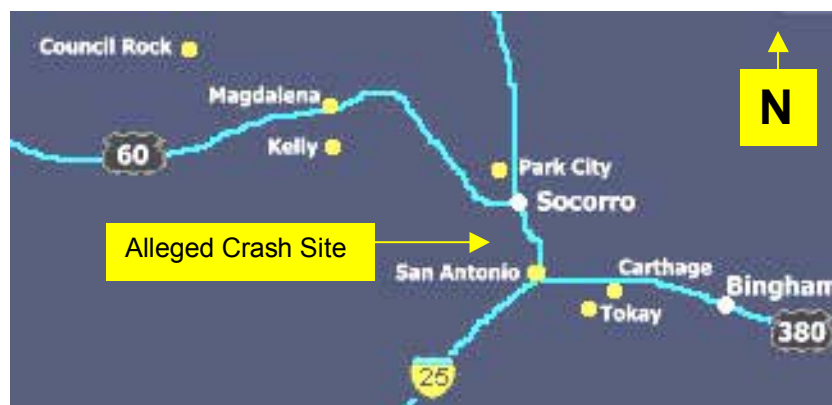 Council Rock
Magdalena
60
Kelly
N
Park City
Socorro
Alleged Crash Site
San Antonio
Carthage
Bingham
Tokay
380
25